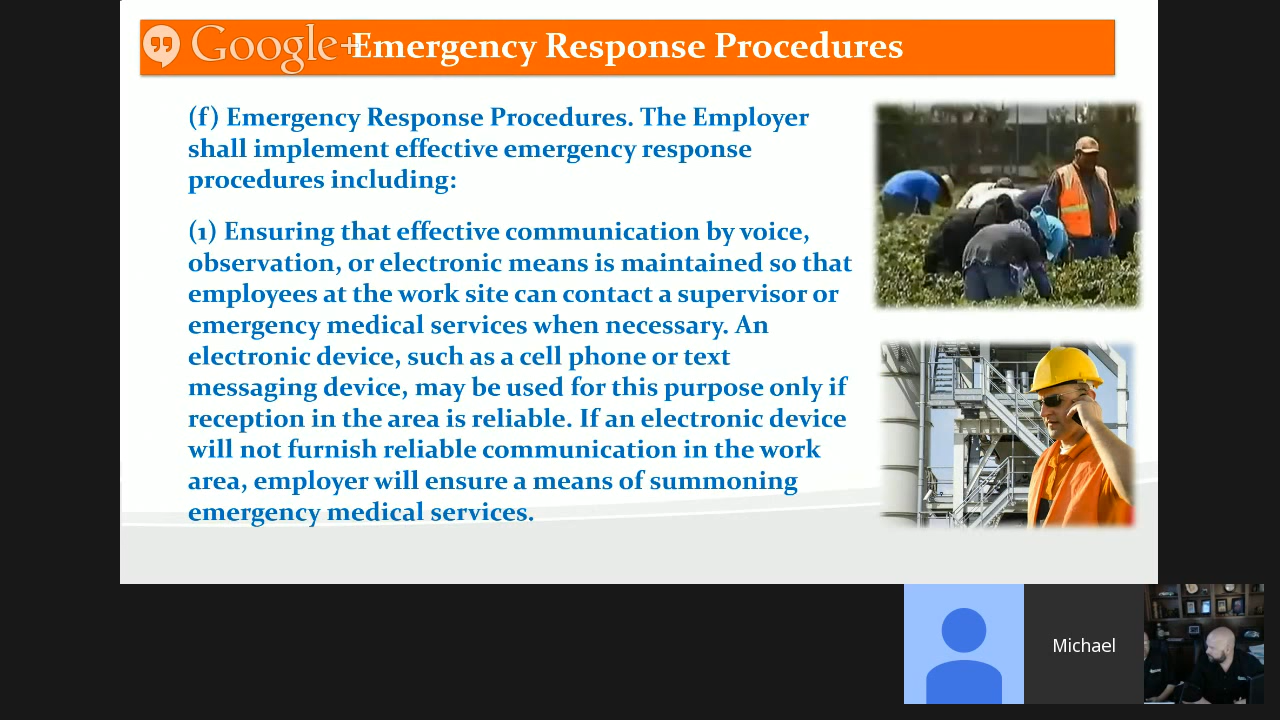 Google+ Emergency Response Procedures
(f) Emergency Response Procedures. The Employer
shall implement effective emergency response
procedures including:
(1) Ensuring that effective communication by voice,
observation, or electronic means is maintained so that
employees at the work site can contact a supervisor or
emergency medical services when necessary. An
electronic device, such as a cell phone or text
messaging device, may be used for this purpose only if
reception in the area is reliable. If an electronic device
will not furnish reliable communication in the work
area, employer will ensure a means of summoning
emergency medical services.
Michael